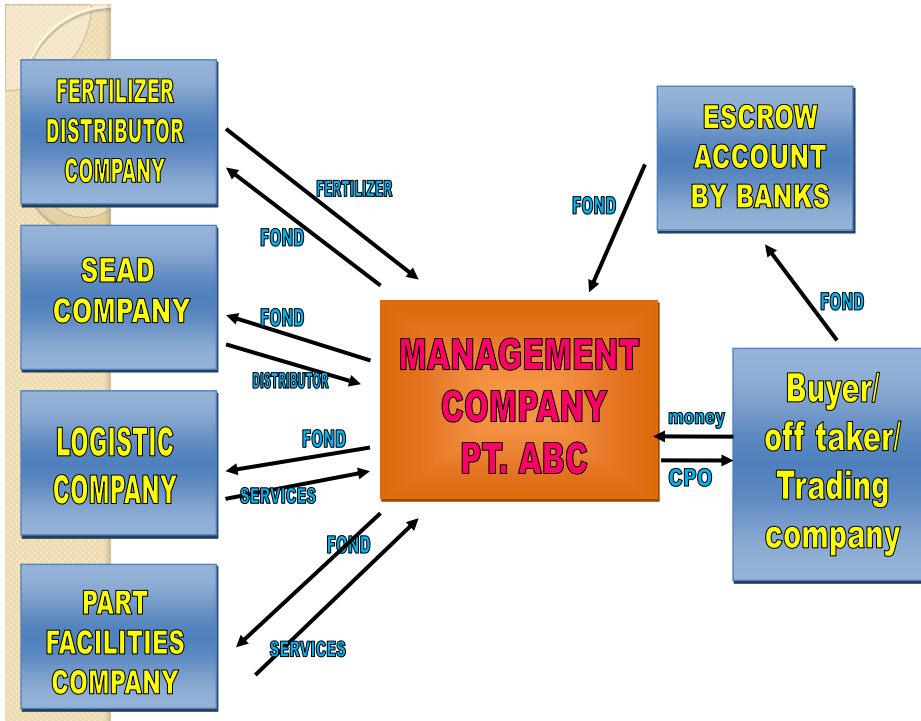 FERTILIZER
DISTRIBUTOR
COMPANY
FERTILIZER
FOND
SEAD
COMPANY
FOND
DISTRIBUTOR
LOGISTIC
COMPANY
FOND
SERVICES
PART
FACILITIES
COMPANY
FOND
SERVICES
MANAGEMENT
COMPANY
PT. ABC
ESCROW
ACCOUNT
BY BANKS
FOND
FOND
money
CPO
Buyer/
off taker/
Trading
company